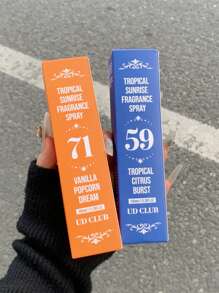 TROPICAL
SUNRISE
FRAGRANCE
SPRAY
71
VANILLA
POPCORN
DREAM
UD CLUB
TROPICAL
SUNRISE
FRAGRANCE
SPRAY
59
TROPICAL
CITRUS
BURST
UD CLUB